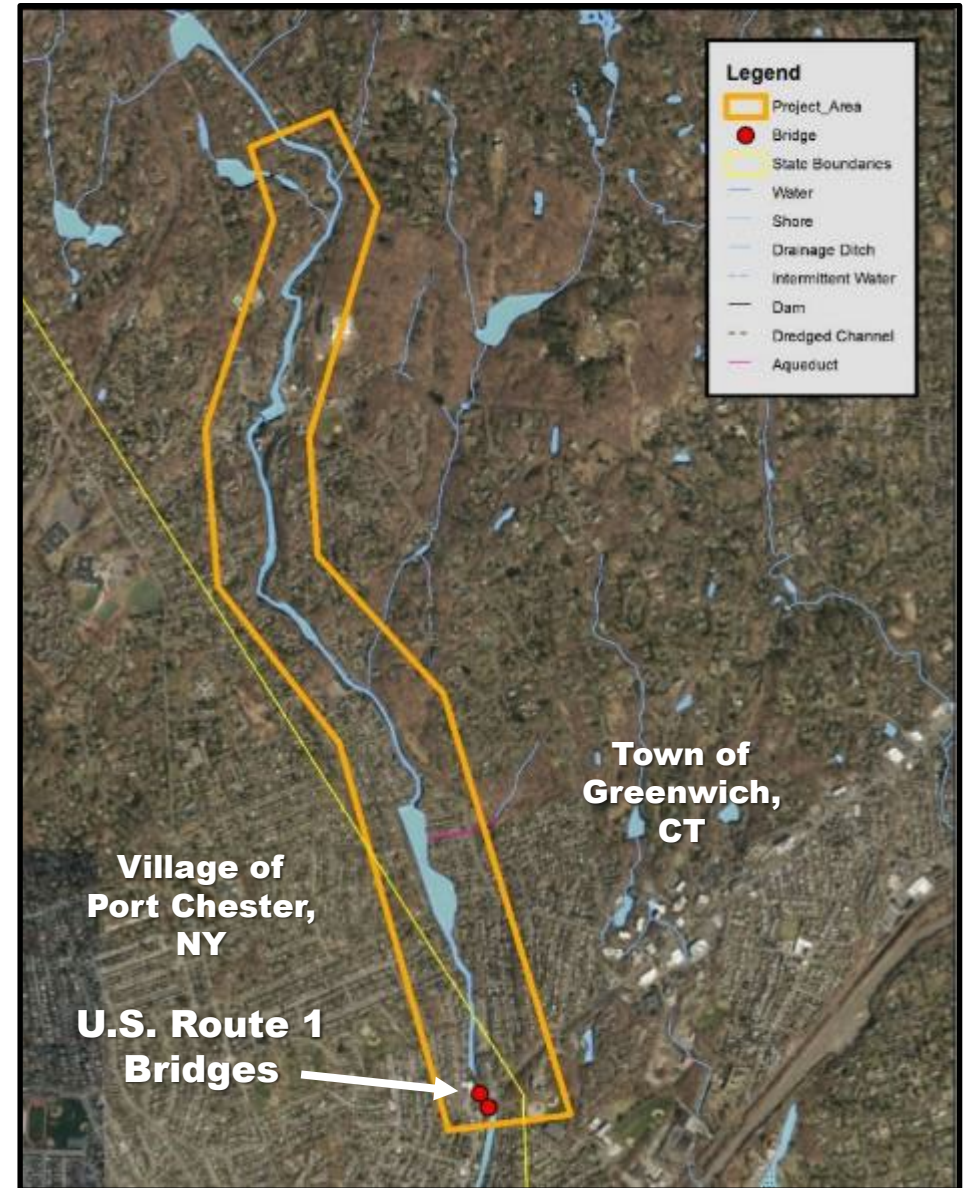 Legend
Project_Area
Bridge
State Boundaries
Water
Shore
Drainage Ditch
Intermittent Water
Dam
Dredged Channel
Aqueduct
Town of
Greenwich,
CT
Village of
Port Chester,
NY
U.S. Route 1
Bridges